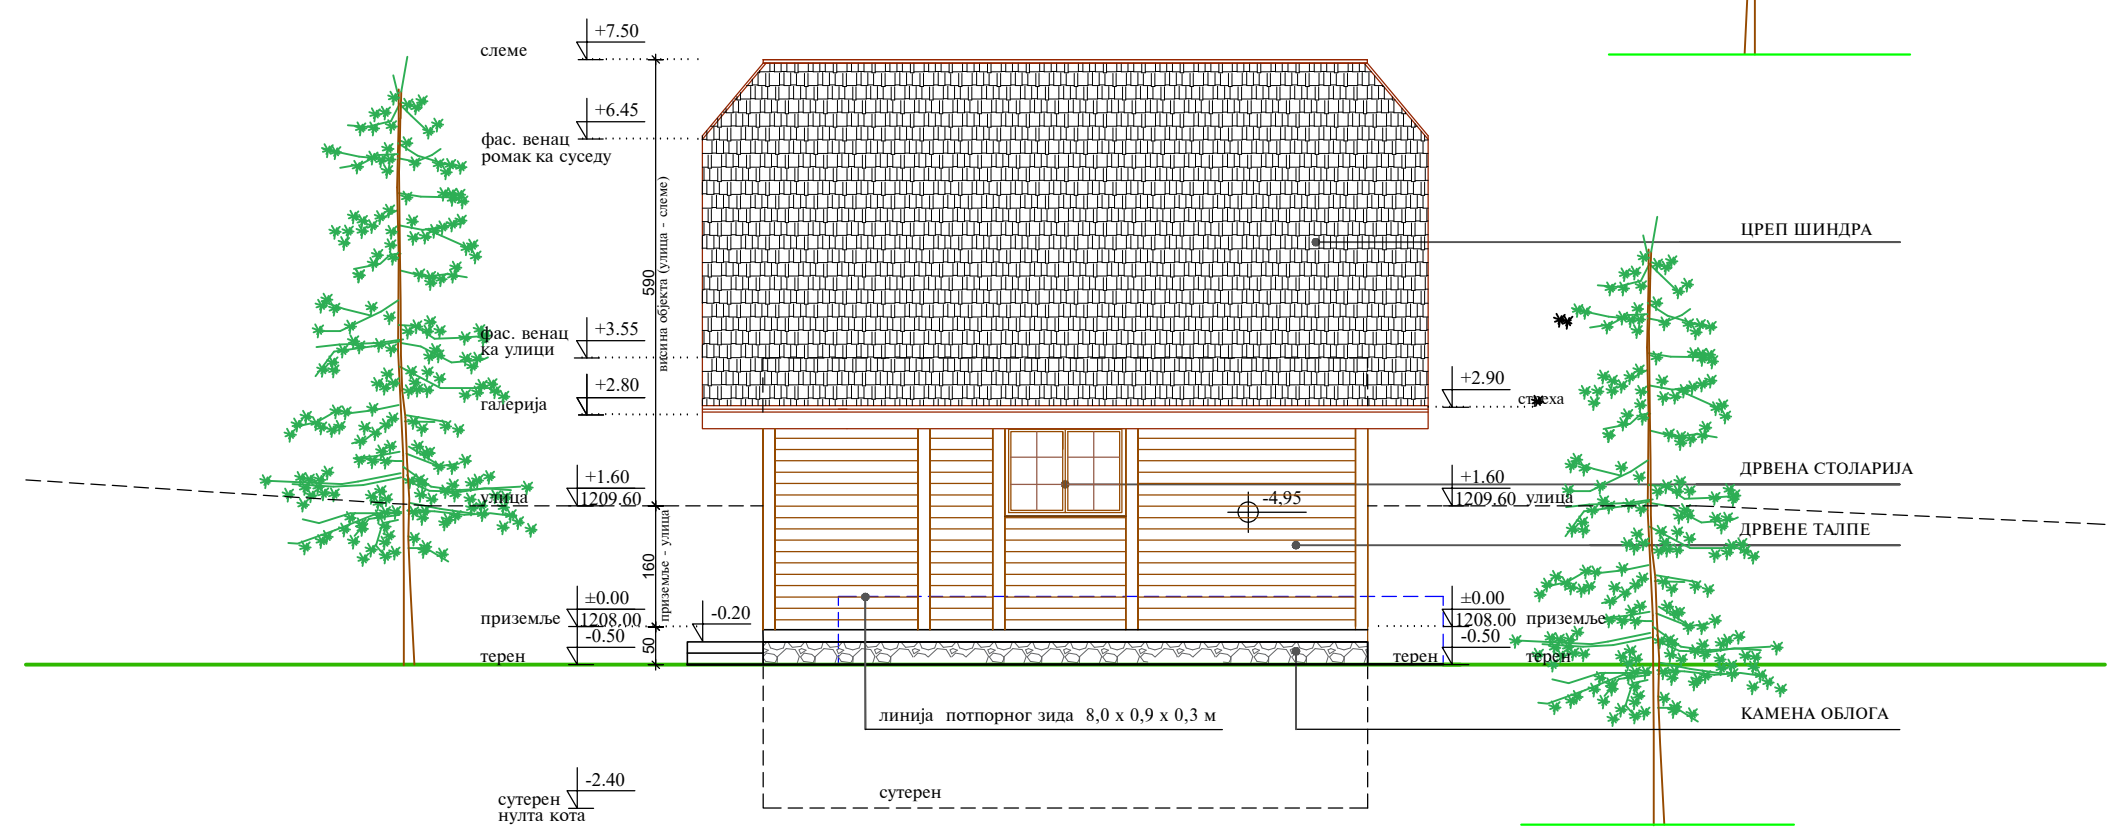 +7.50
слеме
+6.45
фас. венац
ромак ка суседу
590
висина објекта (улица - слеме)
ЦРЕП ШИНДРА
+3.55
фас. венац
ка улици
+2.80
галерија
+2.90
стреха
+1.60
1209.60
улица
-4,95
+1.60
1209.60
улица
ДРВЕНА СТОЛАРИЈА
ДРВЕНЕ ТАЛПЕ
160
приземље - улица
±0.00
1208.00
приземље
-0.50
терен
50
-0.20
±0.00
1208.00
приземље
-0.50
терен
терен
линија потпорног зида 8,0 x 0,9 x 0,3 м
КАМЕНА ОБЛОГА
-2.40
сутерен
нулта кота
сутерен